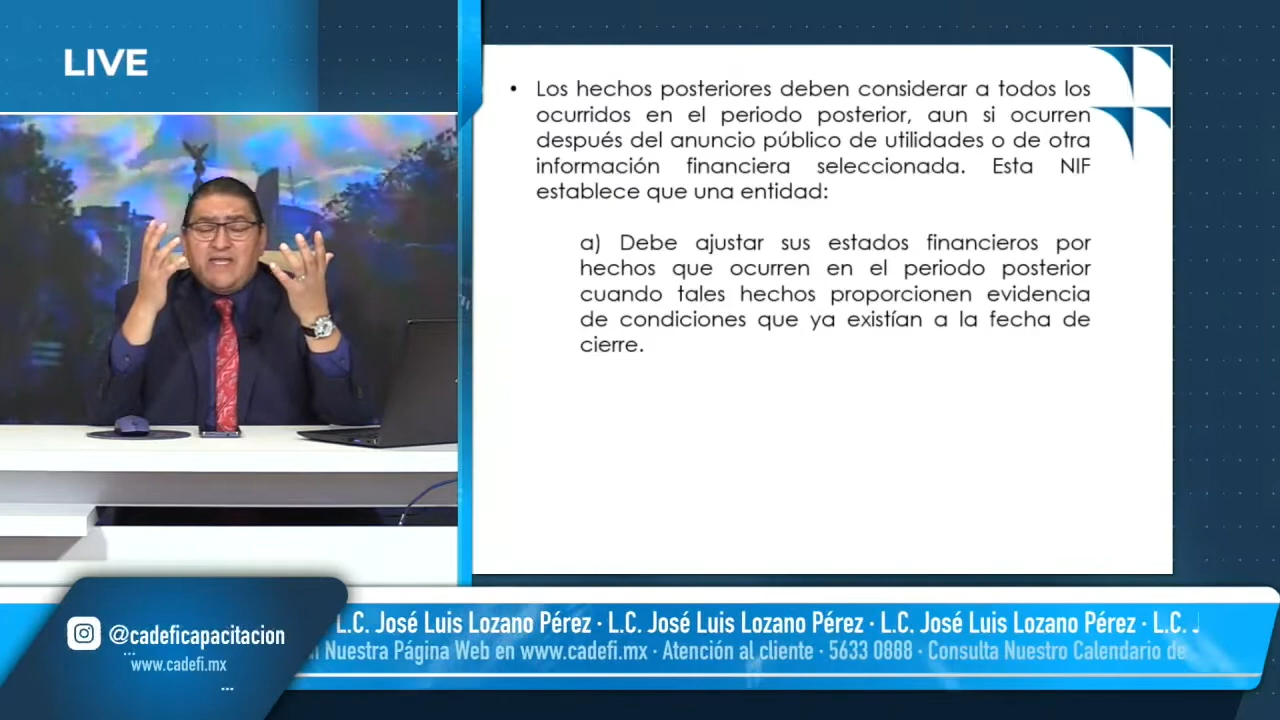 LIVE
• Los hechos posteriores deben considerar a todos los
ocurridos en el periodo posterior, aun si ocurren
después del anuncio público de utilidades o de otra
información financiera seleccionada. Esta NIF
establece que una entidad:
a) Debe ajustar sus estados financieros por
hechos que ocurren en el periodo posterior
cuando tales hechos proporcionen evidencia
de condiciones que ya existían a la fecha de
cierre.
@cadeficapacitacion
www.cadefi.mx
L.C. José Luis Lozano Pérez · L.C. José Luis Lozano Pérez · L.C. José Luis Lozano Pérez · L.C. J
Nuestra Página Web en www.cadefi.mx · Atención al cliente · 5633 0888 · Consulta Nuestro Calendario de